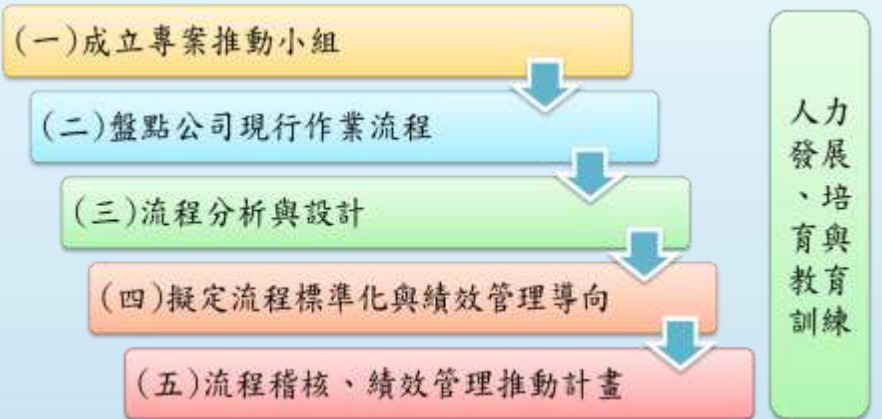 (一)成立專案推動小組
(二)盤點公司現行作業流程
(三)流程分析與設計
(四)擬定流程標準化與績效管理導向
(五)流程稽核、績效管理推動計畫
人力
發展
、培
育與
教育
訓練